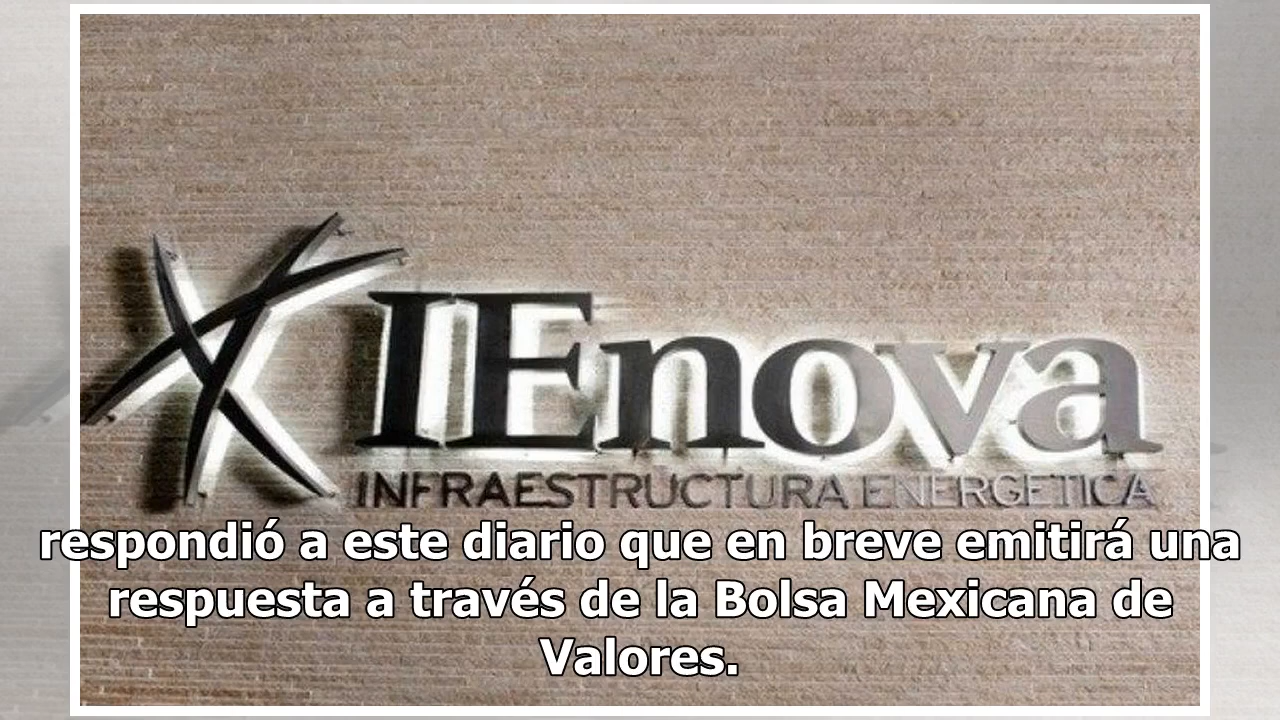 IEnova
INFRAESTRUCTURA ENERGETICA
respondió a este diario que en breve emitirá una
respuesta a través de la Bolsa Mexicana de
Valores.